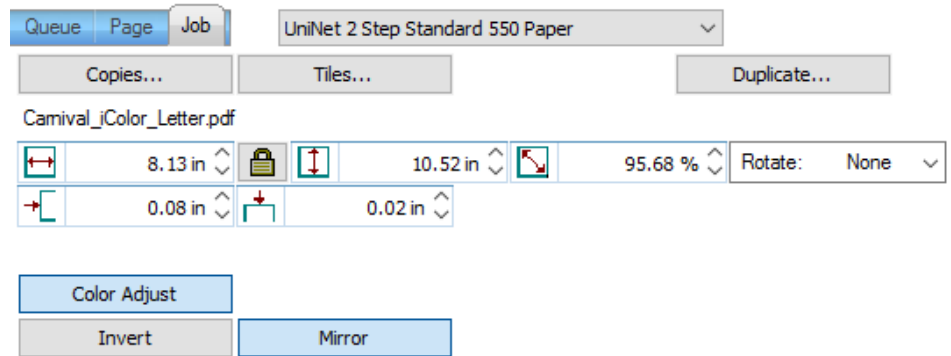 Queue Page Job UniNet 2 Step Standard 550 Paper
Copies... Tiles... Duplicate...
Carnival_iColor_Letter.pdf
8.13 in 10.52 in 95.68 % Rotate: None
0.08 in 0.02 in
Color Adjust
Invert Mirror